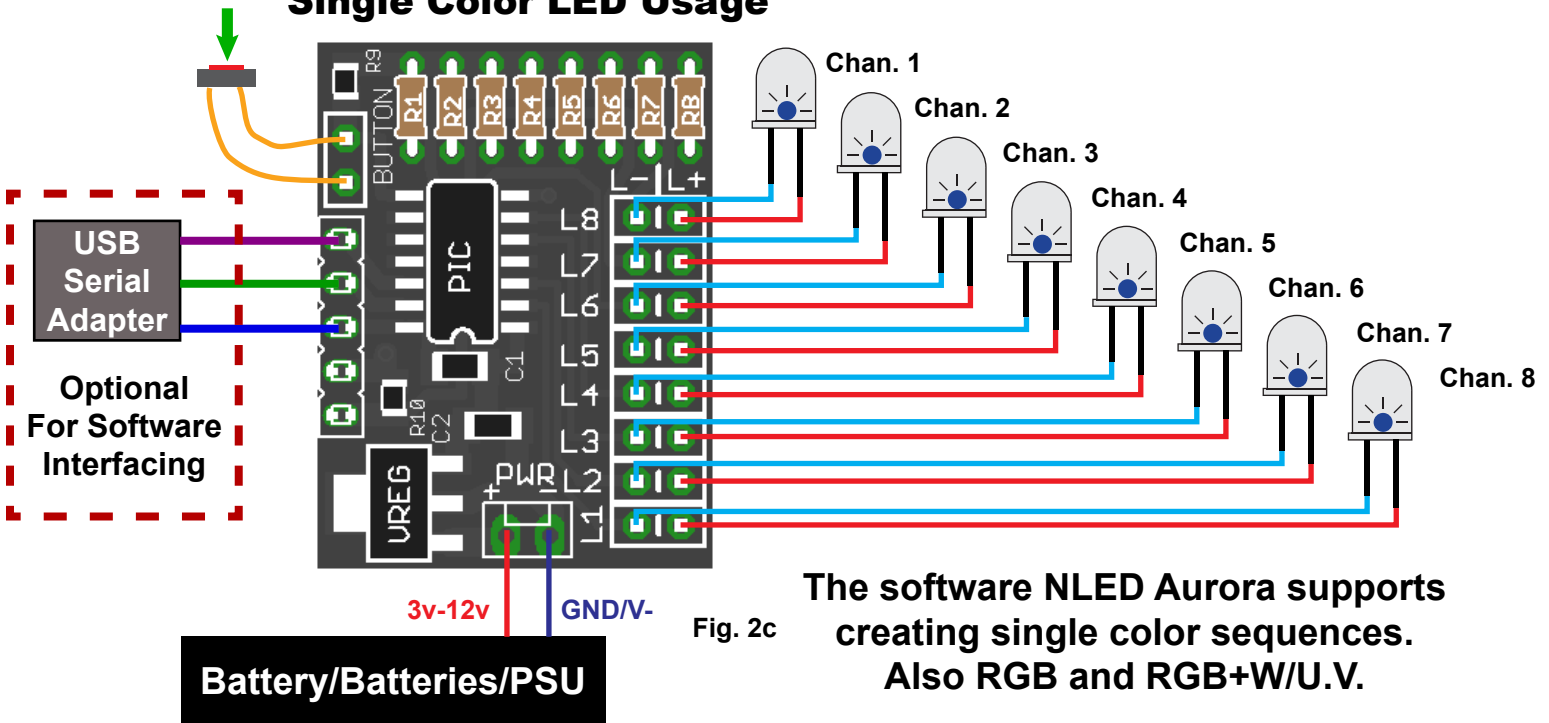 Single Color LED Usage
R9
BUTTON
R1
R2
R3
R4
R5
R6
R7
R8
L-|L+
PIC
L8
L7
L6
L5
L4
L3
L2
L1
C1
R10
C2
VREG
PWR
+ -
USB
Serial
Adapter
Optional
For Software
Interfacing
Chan. 1
Chan. 2
Chan. 3
Chan. 4
Chan. 5
Chan. 6
Chan. 7
Chan. 8
3v-12v
GND/V-
Fig. 2c
Battery/Batteries/PSU
The software NLED Aurora supports
creating single color sequences.
Also RGB and RGB+W/U.V.